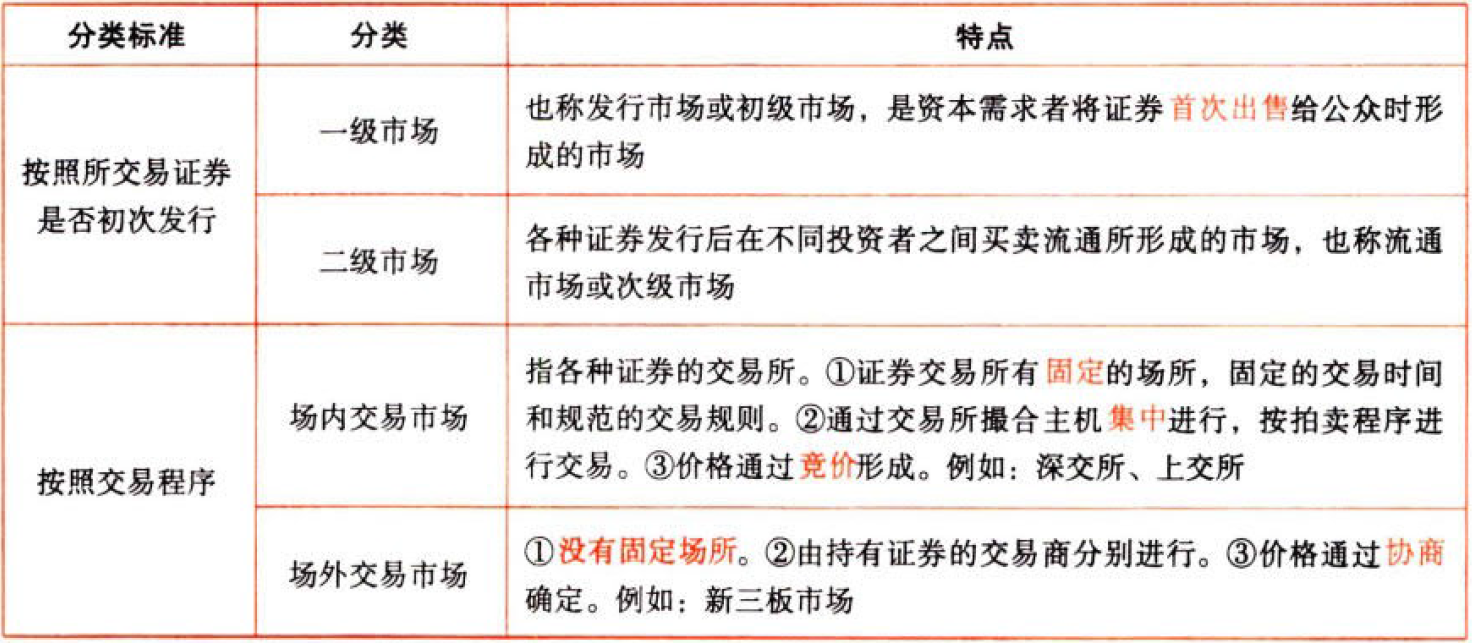 分类标准 分类 特点
一级市场 也称发行市场或初级市场，是资本需求者将证券首次出售给公众时形
成的市场
按照所交易证券
是否初次发行
二级市场 各种证券发行后在不同投资者之间买卖流通所形成的市场，也称流通
市场或次级市场
场内交易市场 指各种证券的交易所。①证券交易所有固定的场所，固定的交易时间
和规范的交易规则。②通过交易所撮合主机集中进行，按拍卖程序进
行交易。③价格通过竞价形成。例如：深交所、上交所
按照交易程序
场外交易市场 ①没有固定场所。②由持有证券的交易商分别进行。③价格通过协商
确定。例如：新三板市场